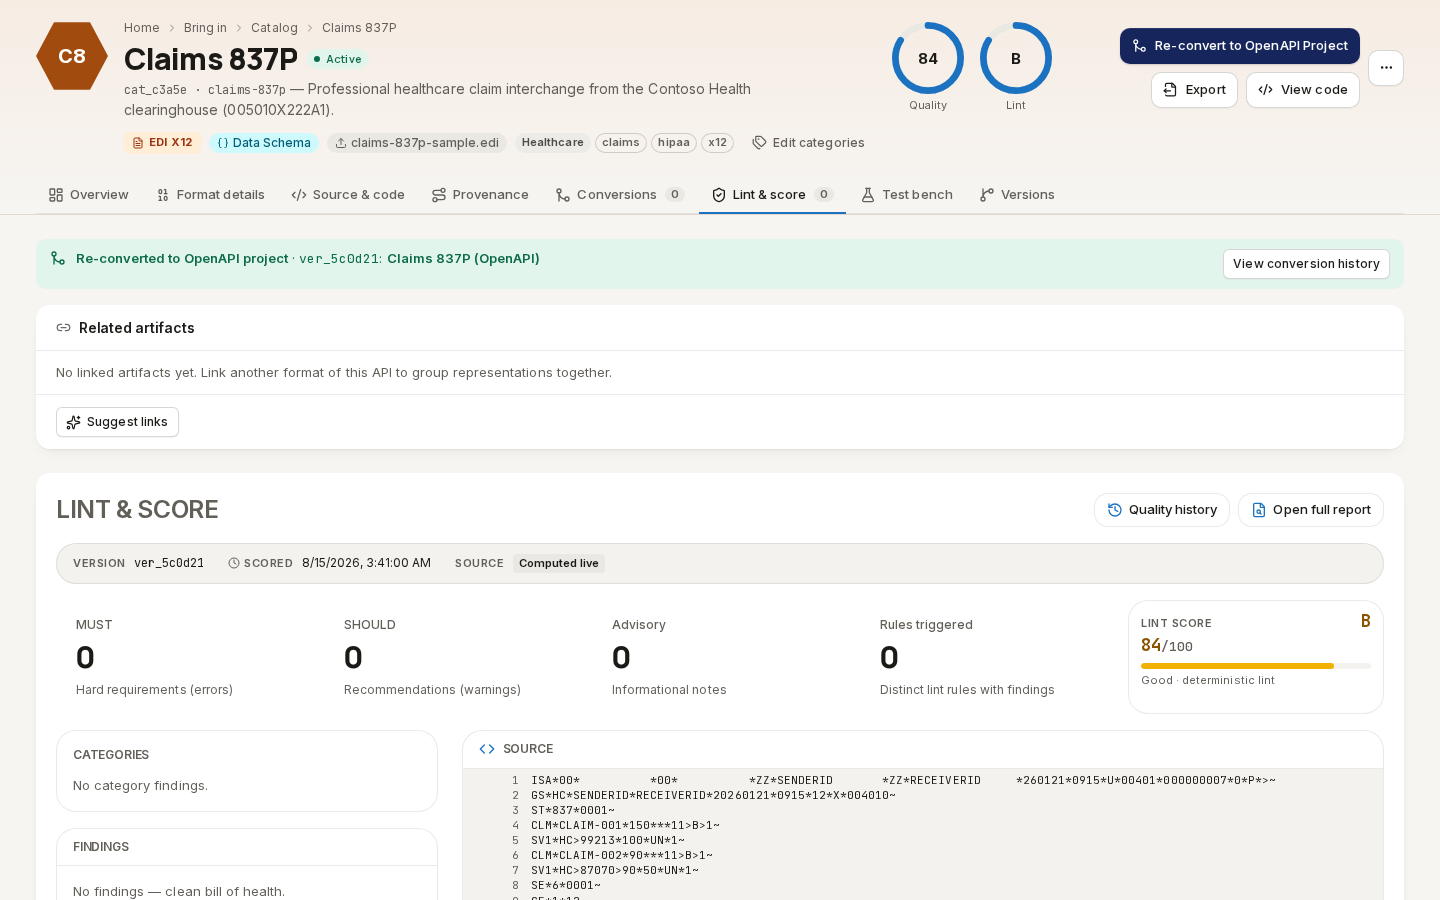 Home > Bring in > Catalog > Claims 837P
C8
Claims 837P
Active
cat_c3a5e · claims-837p — Professional healthcare claim interchange from the Contoso Health
clearinghouse (005010X222A1).
EDI X12
{} Data Schema
claims-837p-sample.edi
Healthcare
claims
hipaa
x12
Edit categories
84
Quality
B
Lint
Re-convert to OpenAPI Project
Export
View code
...
Overview
Format details
Source & code
Provenance
Conversions 0
Lint & score 0
Test bench
Versions
Re-converted to OpenAPI project · ver_5c0d21: Claims 837P (OpenAPI)
View conversion history
Related artifacts
No linked artifacts yet. Link another format of this API to group representations together.
Suggest links
LINT & SCORE
Quality history
Open full report
VERSION ver_5c0d21 SCORED 8/15/2026, 3:41:00 AM SOURCE Computed live
MUST
0
Hard requirements (errors)
SHOULD
0
Recommendations (warnings)
Advisory
0
Informational notes
Rules triggered
0
Distinct lint rules with findings
LINT SCORE B
84/100
Good · deterministic lint
CATEGORIES
No category findings.
FINDINGS
No findings — clean bill of health.
SOURCE
1 ISA*00*          *00*          *ZZ*SENDERID       *ZZ*RECEIVERID     *260121*0915*U*00401*000000007*0*P*>~
2 GS*HC*SENDERID*RECEIVERID*20260121*0915*12*X*004010~
3 ST*837*0001~
4 CLM*CLAIM-001*150***11>B>1~
5 SV1*HC>99213*100*UN*1~
6 CLM*CLAIM-002*90***11>B>1~
7 SV1*HC>87070>90*50*UN*1~
8 SE*6*0001~